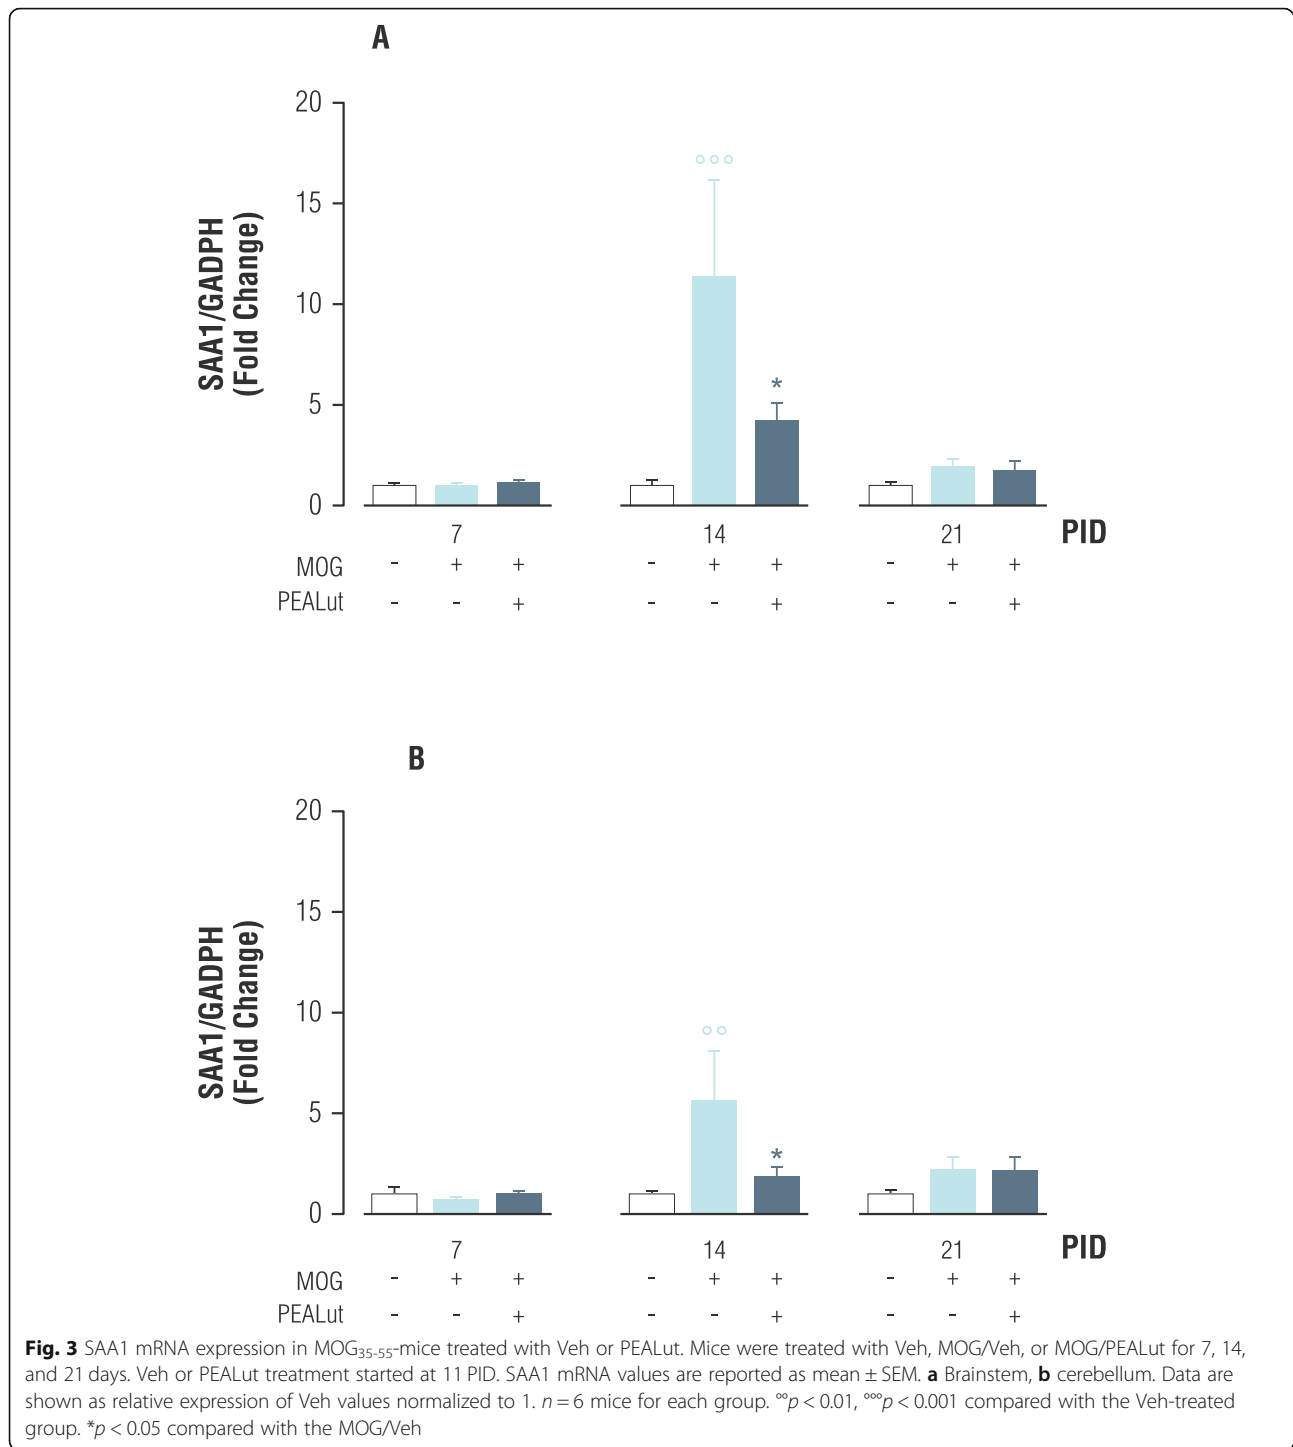 A
20
15
10
5
0
SAA1/GADPH
(Fold Change)
°°°
*
7 14 21 PID
MOG - + + - + + - + +
PEALut - - + - - + - - +
B
20
15
10
5
0
SAA1/GADPH
(Fold Change)
°°
*
7 14 21 PID
MOG - + + - + + - + +
PEALut - - + - - + - - +
Fig. 3 SAA1 mRNA expression in MOG35-55-mice treated with Veh or PEALut. Mice were treated with Veh, MOG/Veh, or MOG/PEALut for 7, 14,
and 21 days. Veh or PEALut treatment started at 11 PID. SAA1 mRNA values are reported as mean ± SEM. a Brainstem, b cerebellum. Data are
shown as relative expression of Veh values normalized to 1. n = 6 mice for each group. °°p < 0.01, °°°p < 0.001 compared with the Veh-treated
group. *p < 0.05 compared with the MOG/Veh